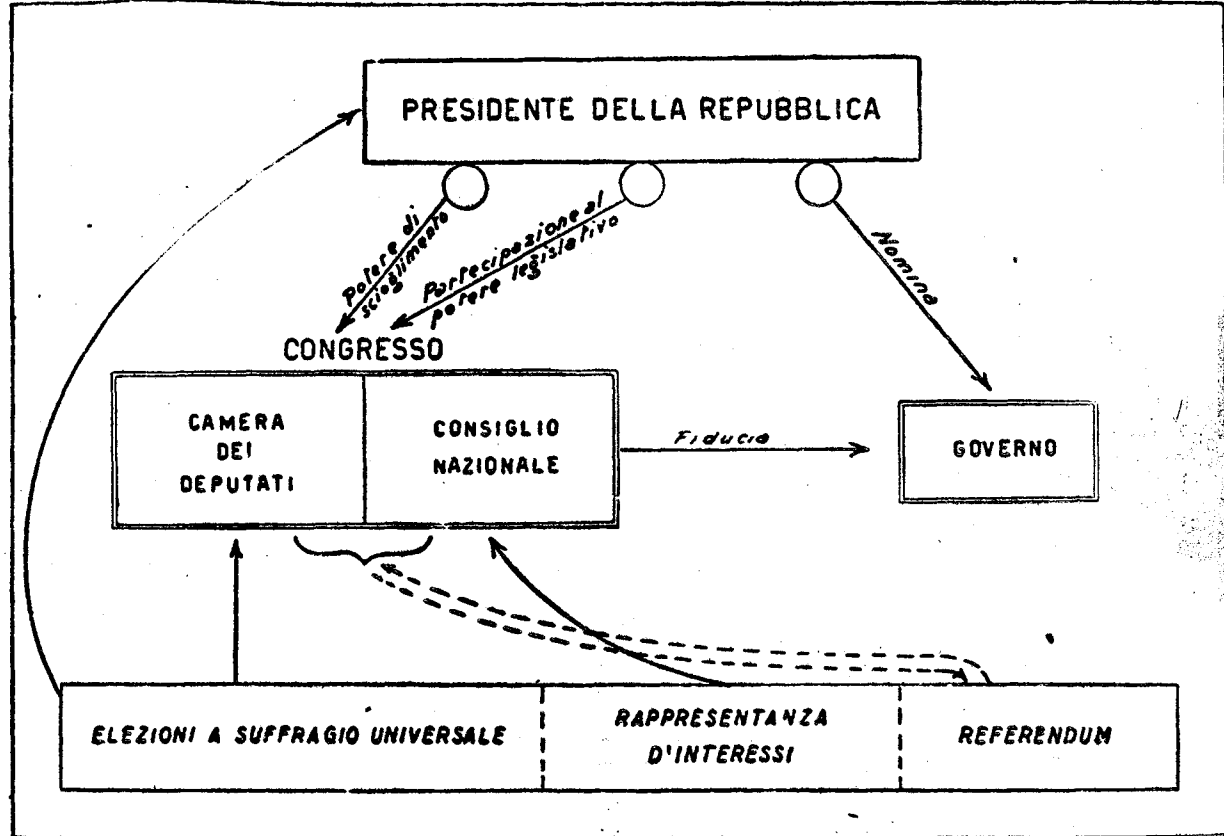 PRESIDENTE DELLA REPUBBLICA
Potere di
scioglimento
Partecipazione al
potere legislativo
Nomina
CONGRESSO
CAMERA
DEI
DEPUTATI
CONSIGLIO
NAZIONALE
Fiducia
GOVERNO
ELEZIONI A SUFFRAGIO UNIVERSALE
RAPPRESENTANZA
D'INTERESSI
REFERENDUM